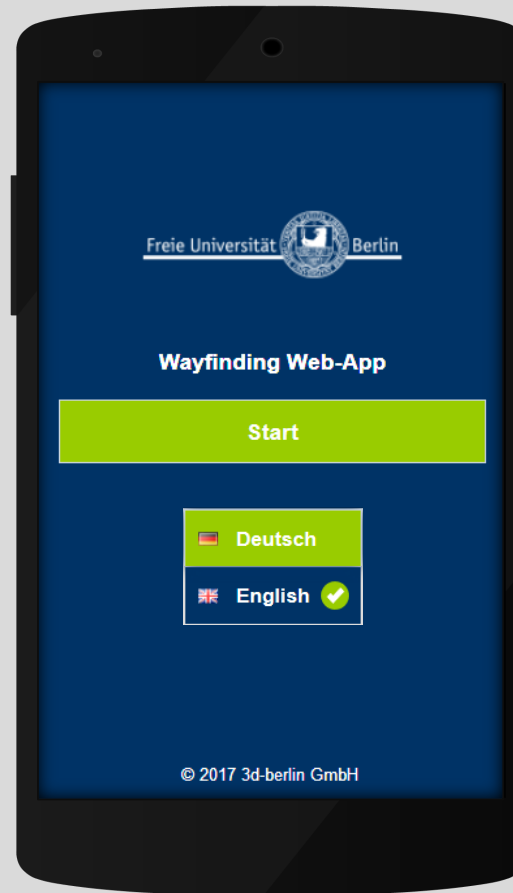 Freie Universität Berlin
Wayfinding Web-App
Start
Deutsch
English
© 2017 3d-berlin GmbH